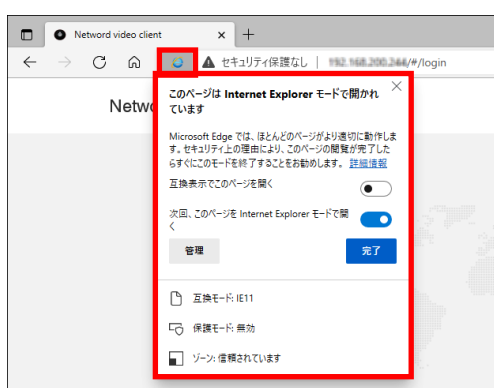 Network video client
セキュリティ保護なし | /#/login
Netwo
このページは Internet Explorer モードで開かれ
ています
Microsoft Edge では、ほとんどのページがより適切に動作しま
す。セキュリティ上の理由により、このページの閲覧が完了した
らすぐにこのモードを終了することをお勧めします。 詳細情報
互換表示でこのページを開く
次回、このページを Internet Explorer モードで開
く
管理
完了
互換モード: IE11
保護モード: 無効
ゾーン: 信頼されています